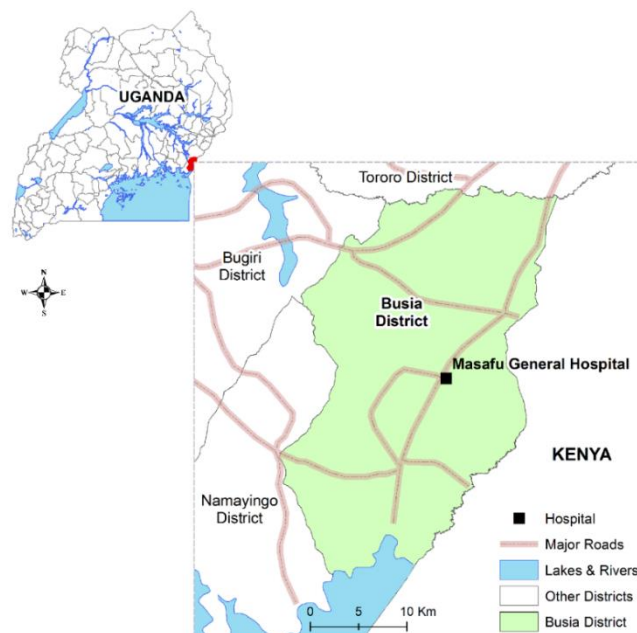 UGANDA
N
W E
S
Tororo District
Bugiri
District
Busia
District
Masafu General Hospital
KENYA
Namayingo
District
Hospital
Major Roads
Lakes & Rivers
Other Districts
Busia District
0 5 10 Km